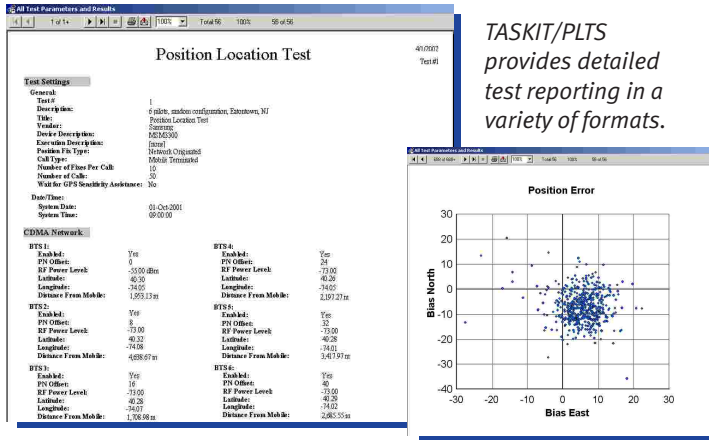 All Test Parameters and Results
1 of 1+
100%
Total:56
100%
56 of 56
Position Location Test
4/1/2002
Test #1
Test Settings
General:
Test # 1
Description: 6 pilots, random configuration, Eatontown, NJ
Title: Position Location Test
Vendor: Samsung
Device Description: MSM3300
Execution Description: [none]
Position Fix Type: Network Originated
Call Type: Mobile Terminated
Number of Fixes Per Call: 10
Number of Calls: 50
Wait for GPS Sensitivity Assistance: No
Date/Time:
System Date: 01-Oct-2001
System Time: 09:00:00
CDMA Network
BTS 1:
Enabled: Yes
PN Offset: 0
RF Power Level: -55.00 dBm
Latitude: 40.30
Longitude: -74.05
Distance From Mobile: 1,953.13 m
BTS 2:
Enabled: Yes
PN Offset: 8
RF Power Level: -73.00
Latitude: 40.32
Longitude: -74.08
Distance From Mobile: 4,638.67 m
BTS 3:
Enabled: Yes
PN Offset: 16
RF Power Level: -73.00
Latitude: 40.28
Longitude: -74.07
Distance From Mobile: 1,708.98 m
BTS 4:
Enabled: Yes
PN Offset: 24
RF Power Level: -73.00
Latitude: 40.26
Longitude: -74.05
Distance From Mobile: 2,197.27 m
BTS 5:
Enabled: Yes
PN Offset: 32
RF Power Level: -73.00
Latitude: 40.28
Longitude: -74.01
Distance From Mobile: 3,417.97 m
BTS 6:
Enabled: Yes
PN Offset: 40
RF Power Level: -73.00
Latitude: 40.29
Longitude: -74.02
Distance From Mobile: 2,685.55 m
TASKIT/PLTS
provides detailed
test reporting in a
variety of formats.
All Test Parameters and Results
100%
Total:56
100%
Position Error
Bias North
30
20
10
0
-10
-20
-30
-40
-30 -20 -10 0 10 20 30
Bias East